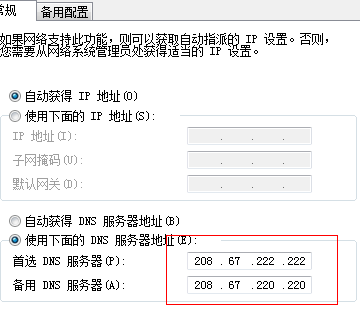 常规
备用配置
如果网络支持此功能，则可以获取自动指派的 IP 设置。否则，
您需要从网络系统管理员处获得适当的 IP 设置。
自动获得 IP 地址(O)
使用下面的 IP 地址(S):
IP 地址(I):
子网掩码(U):
默认网关(D):
自动获得 DNS 服务器地址(B)
使用下面的 DNS 服务器地址(E):
首选 DNS 服务器(P): 208 . 67 . 222 . 222
备用 DNS 服务器(A): 208 . 67 . 220 . 220